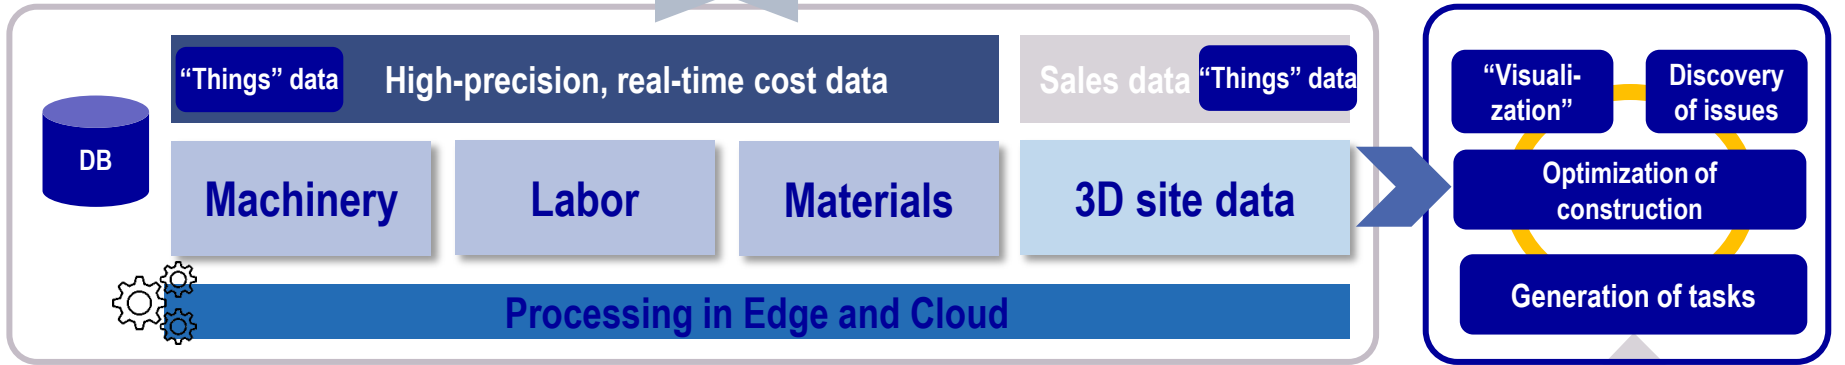 “Things” data
High-precision, real-time cost data
Sales data
“Things” data
DB
Machinery
Labor
Materials
3D site data
Processing in Edge and Cloud
“Visuali-
zation”
Discovery
of issues
Optimization of
construction
Generation of tasks